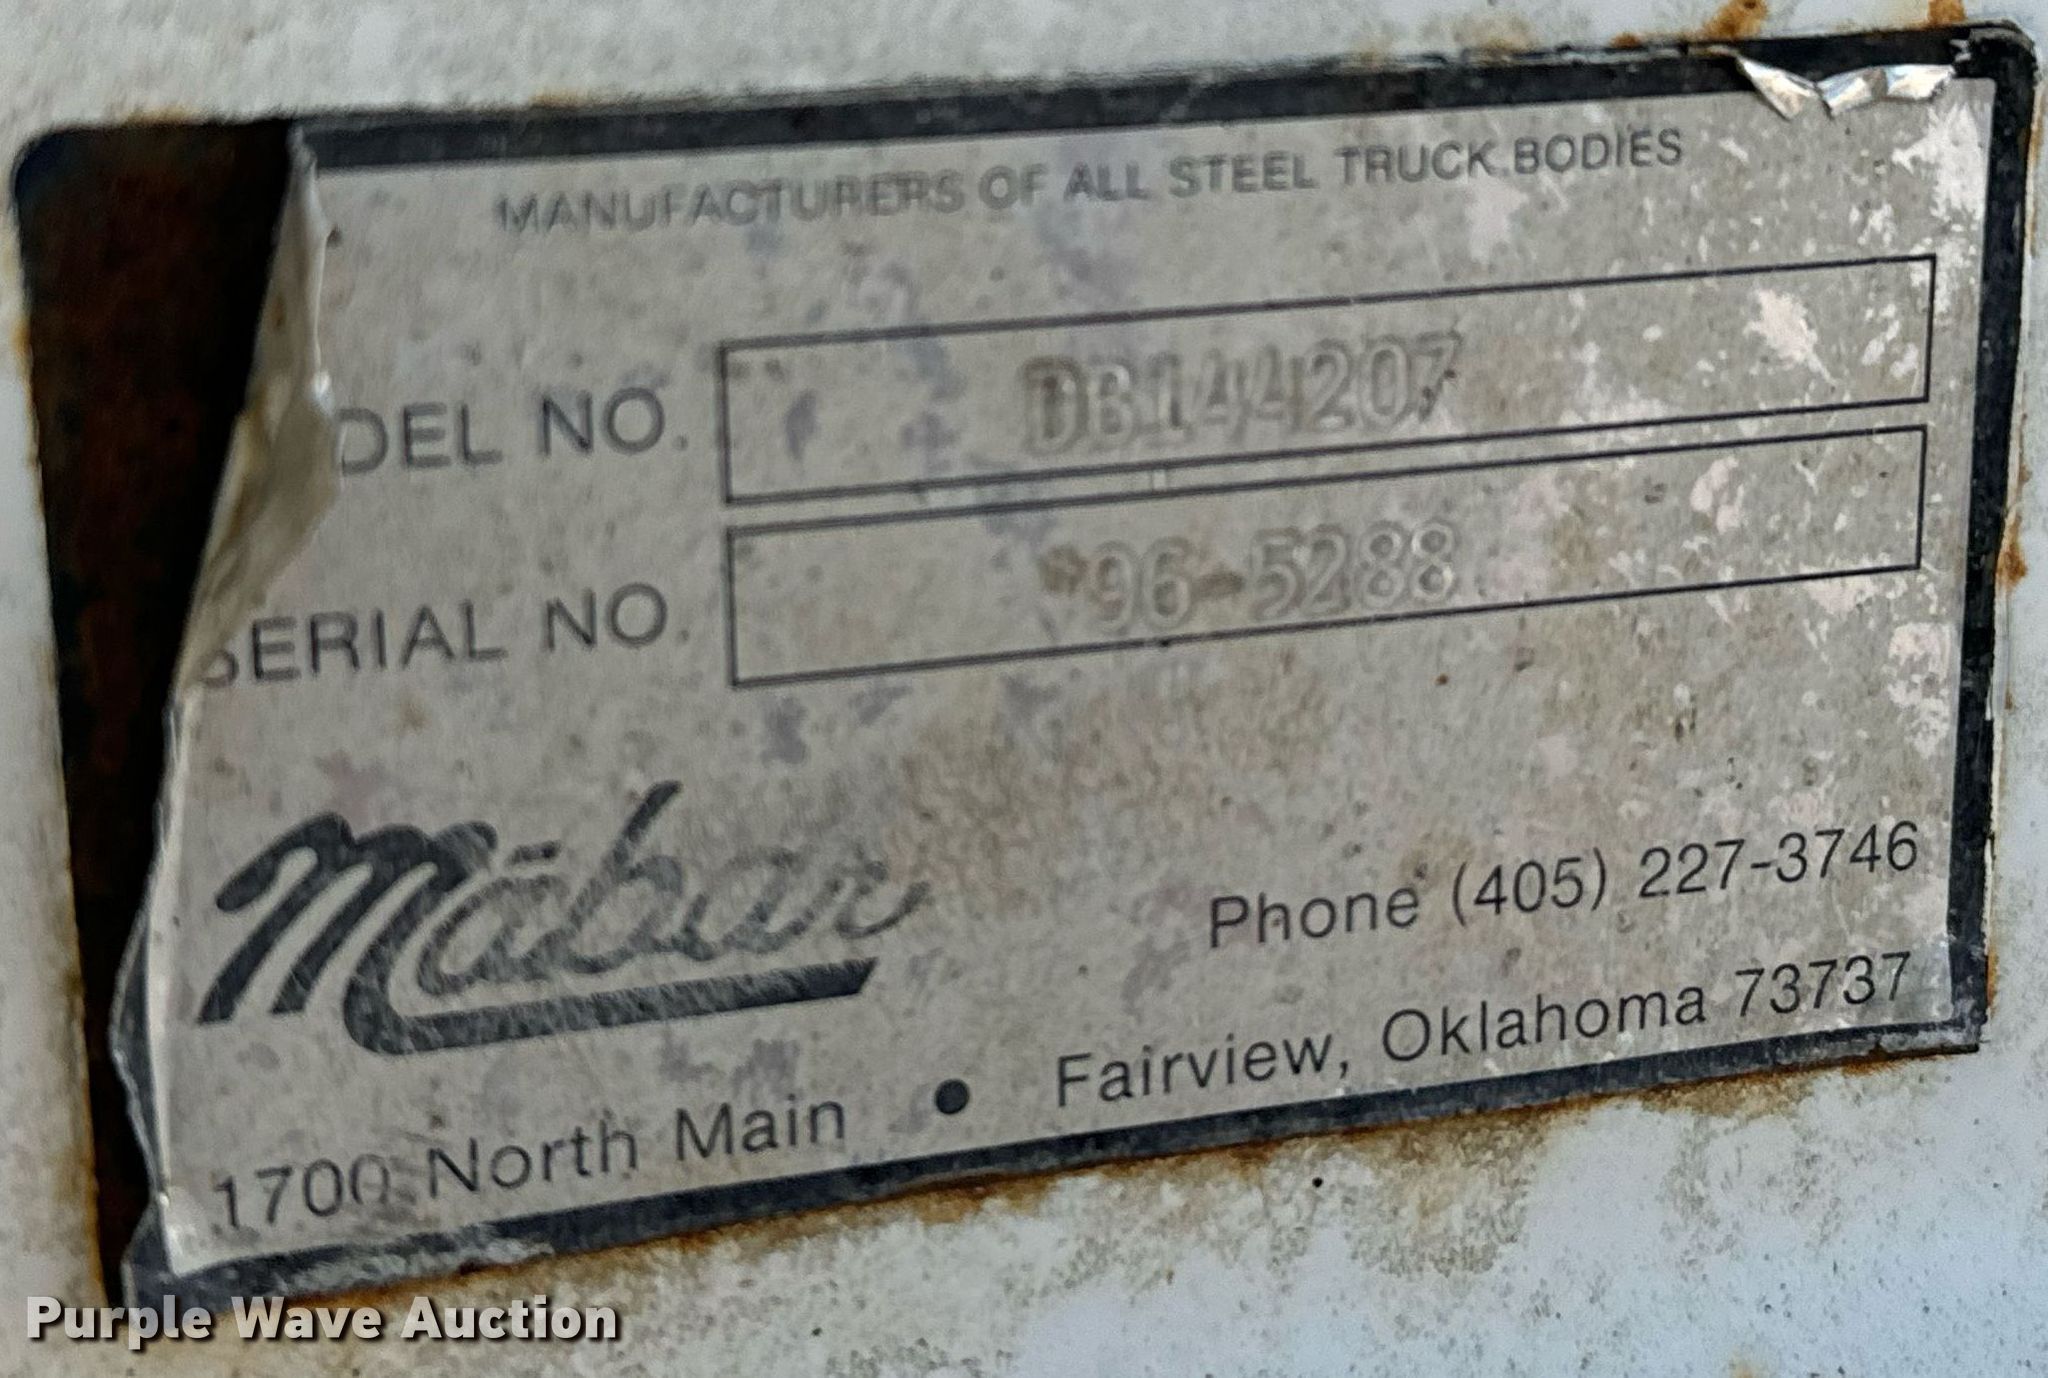 MANUFACTURERS OF ALL STEEL TRUCK BODIES
DEL NO. DB144207
SERIAL NO. *96-5288
Mäbar
Phone (405) 227-3746
1700 North Main • Fairview, Oklahoma 73737
Purple Wave Auction